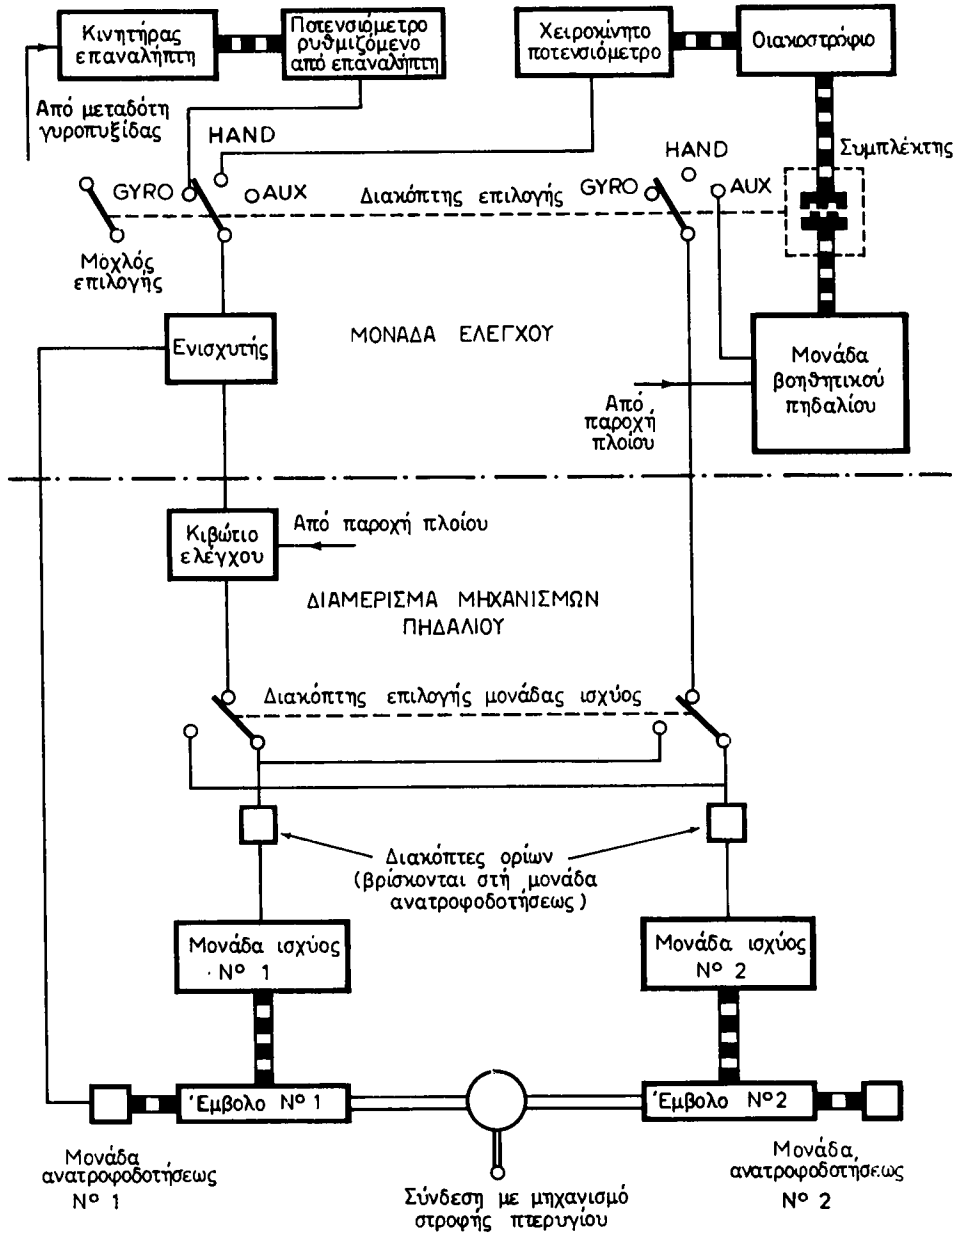 Κινητήρας
επαναλήπτη
Ποτενσιόμετρο
ρυθμιζόμενο
από επαναλήπτη
Χειροκίνητο
ποτενσιόμετρο
Οιακοστρόφιο
Από μεταδότη
γυροπυξίδας
HAND
HAND
Συμπλέκτης
GYRO
AUX
Διακόπτης επιλογής
GYRO
AUX
Μοχλός
επιλογής
Ενισχυτής
ΜΟΝΑΔΑ ΕΛΕΓΧΟΥ
Μονάδα
βοηθητικού
πηδαλίου
Από
παροχή
πλοίου
Κιβώτιο
ελέγχου
Από παροχή πλοίου
ΔΙΑΜΕΡΙΣΜΑ ΜΗΧΑΝΙΣΜΩΝ
ΠΗΔΑΛΙΟΥ
Διακόπτης επιλογής μονάδας ισχύος
Διακόπτες ορίων
(βρίσκονται στή μονάδα
ανατροφοδοτήσεως)
Μονάδα ισχύος
Νο 1
Μονάδα ισχύος
Νο 2
Έμβολο Νο 1
Έμβολο Νο 2
Μονάδα
ανατροφοδοτήσεως
Νο 1
Μονάδα
ανατροφοδοτήσεως
Νο 2
Σύνδεση με μηχανισμό
στροφής πτερυγίου